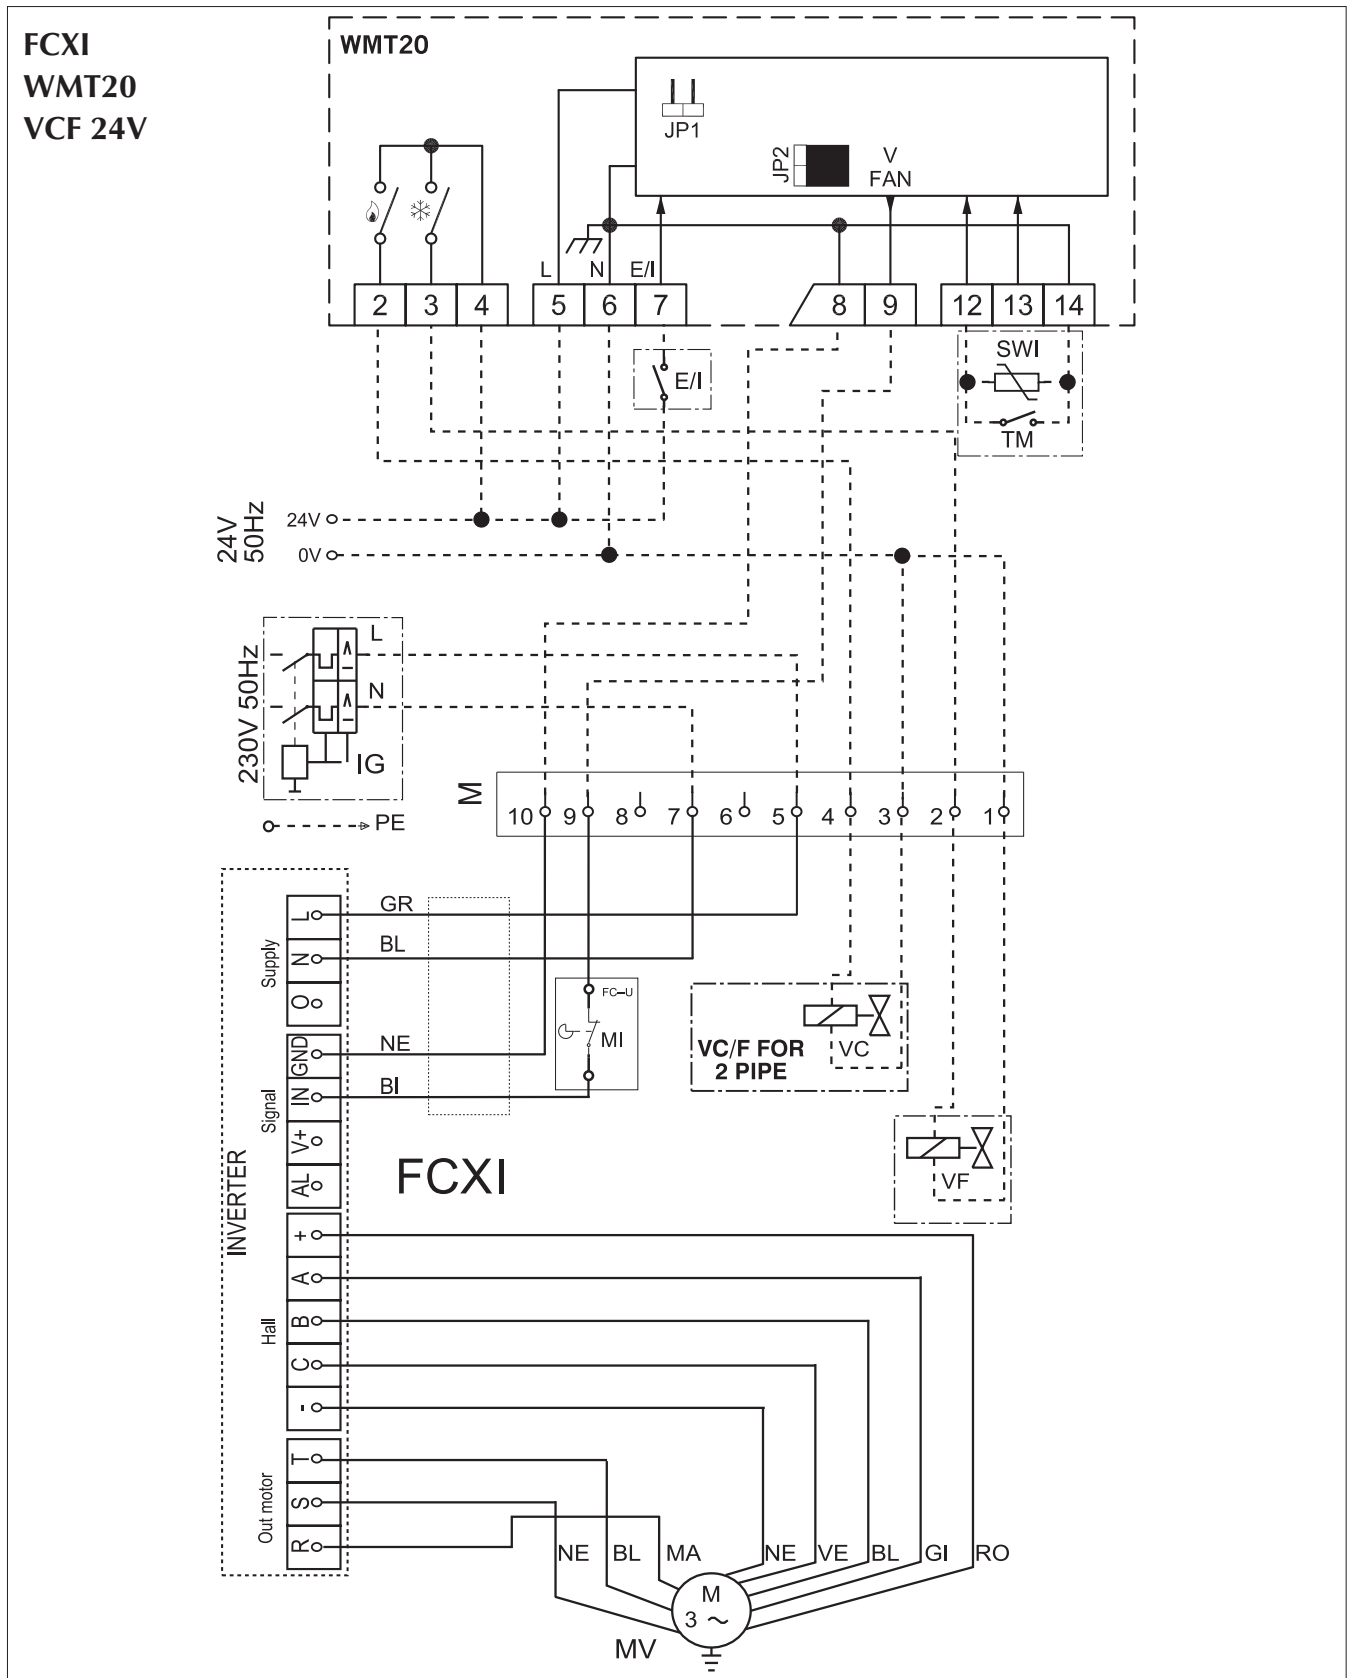 FCXI
WMT20
VCF 24V
WMT20
JP1
JP2
V
FAN
L N E/I
2 3 4 5 6 7 8 9 12 13 14
E/I
SWI
TM
24V
50Hz
24V
0V
230V 50Hz
L
N
IG
PE
M
10 9 8 7 6 5 4 3 2 1
INVERTER
Supply
L
N
O
Signal
GND
IN
V+
AL
Hall
+
A
B
C
-
Out motor
T
S
R
GR
BL
NE
BI
FC-U
MI
VC/F FOR
2 PIPE
VC
VF
FCXI
NE BL MA NE VE BL GI RO
M
3 ~
MV